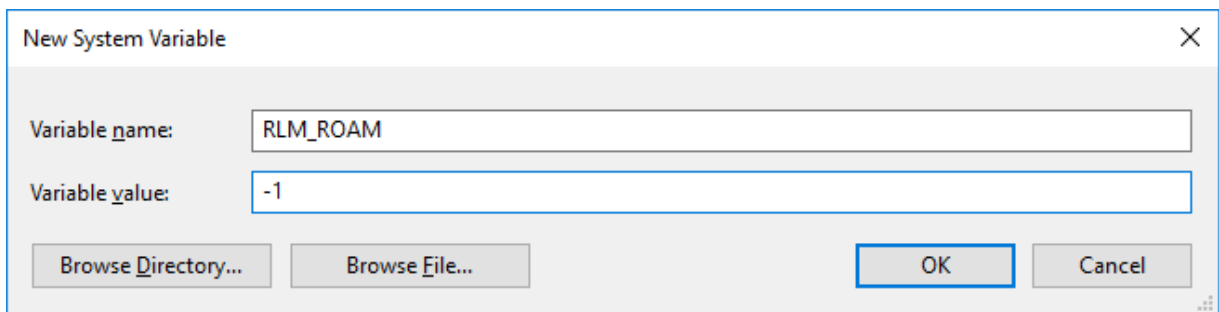 New System Variable
Variable name: RLM_ROAM
Variable value: -1
Browse Directory... Browse File... OK Cancel